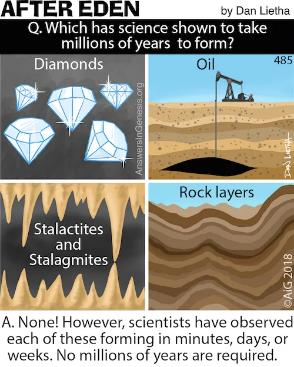 AFTER EDEN
by Dan Lietha
Q. Which has science shown to take
millions of years to form?
Diamonds
AnswersInGenesis.org
Oil
485
DAN LIETHA
Stalactites
and
Stalagmites
Rock layers
©AiG 2018
A. None! However, scientists have observed
each of these forming in minutes, days, or
weeks. No millions of years are required.